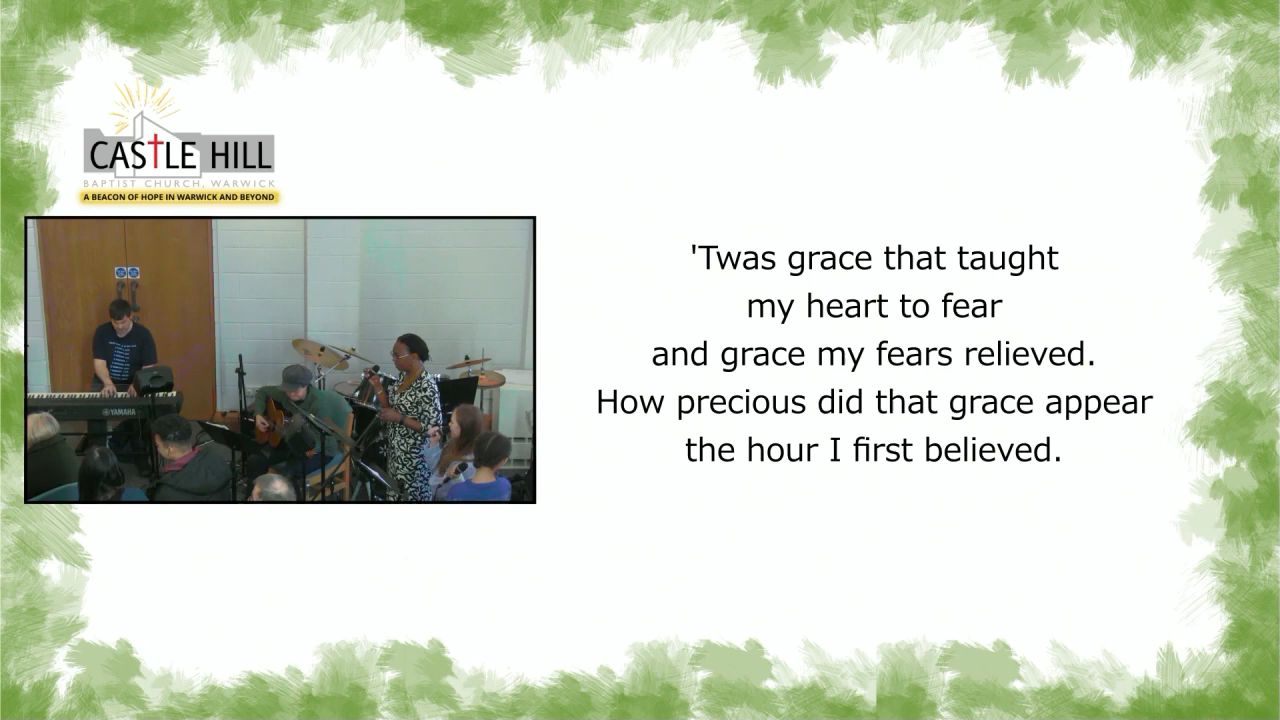 CASTLE HILL
BAPTIST CHURCH, WARWICK
A BEACON OF HOPE IN WARWICK AND BEYOND
YAMAHA
'Twas grace that taught
my heart to fear
and grace my fears relieved.
How precious did that grace appear
the hour I first believed.